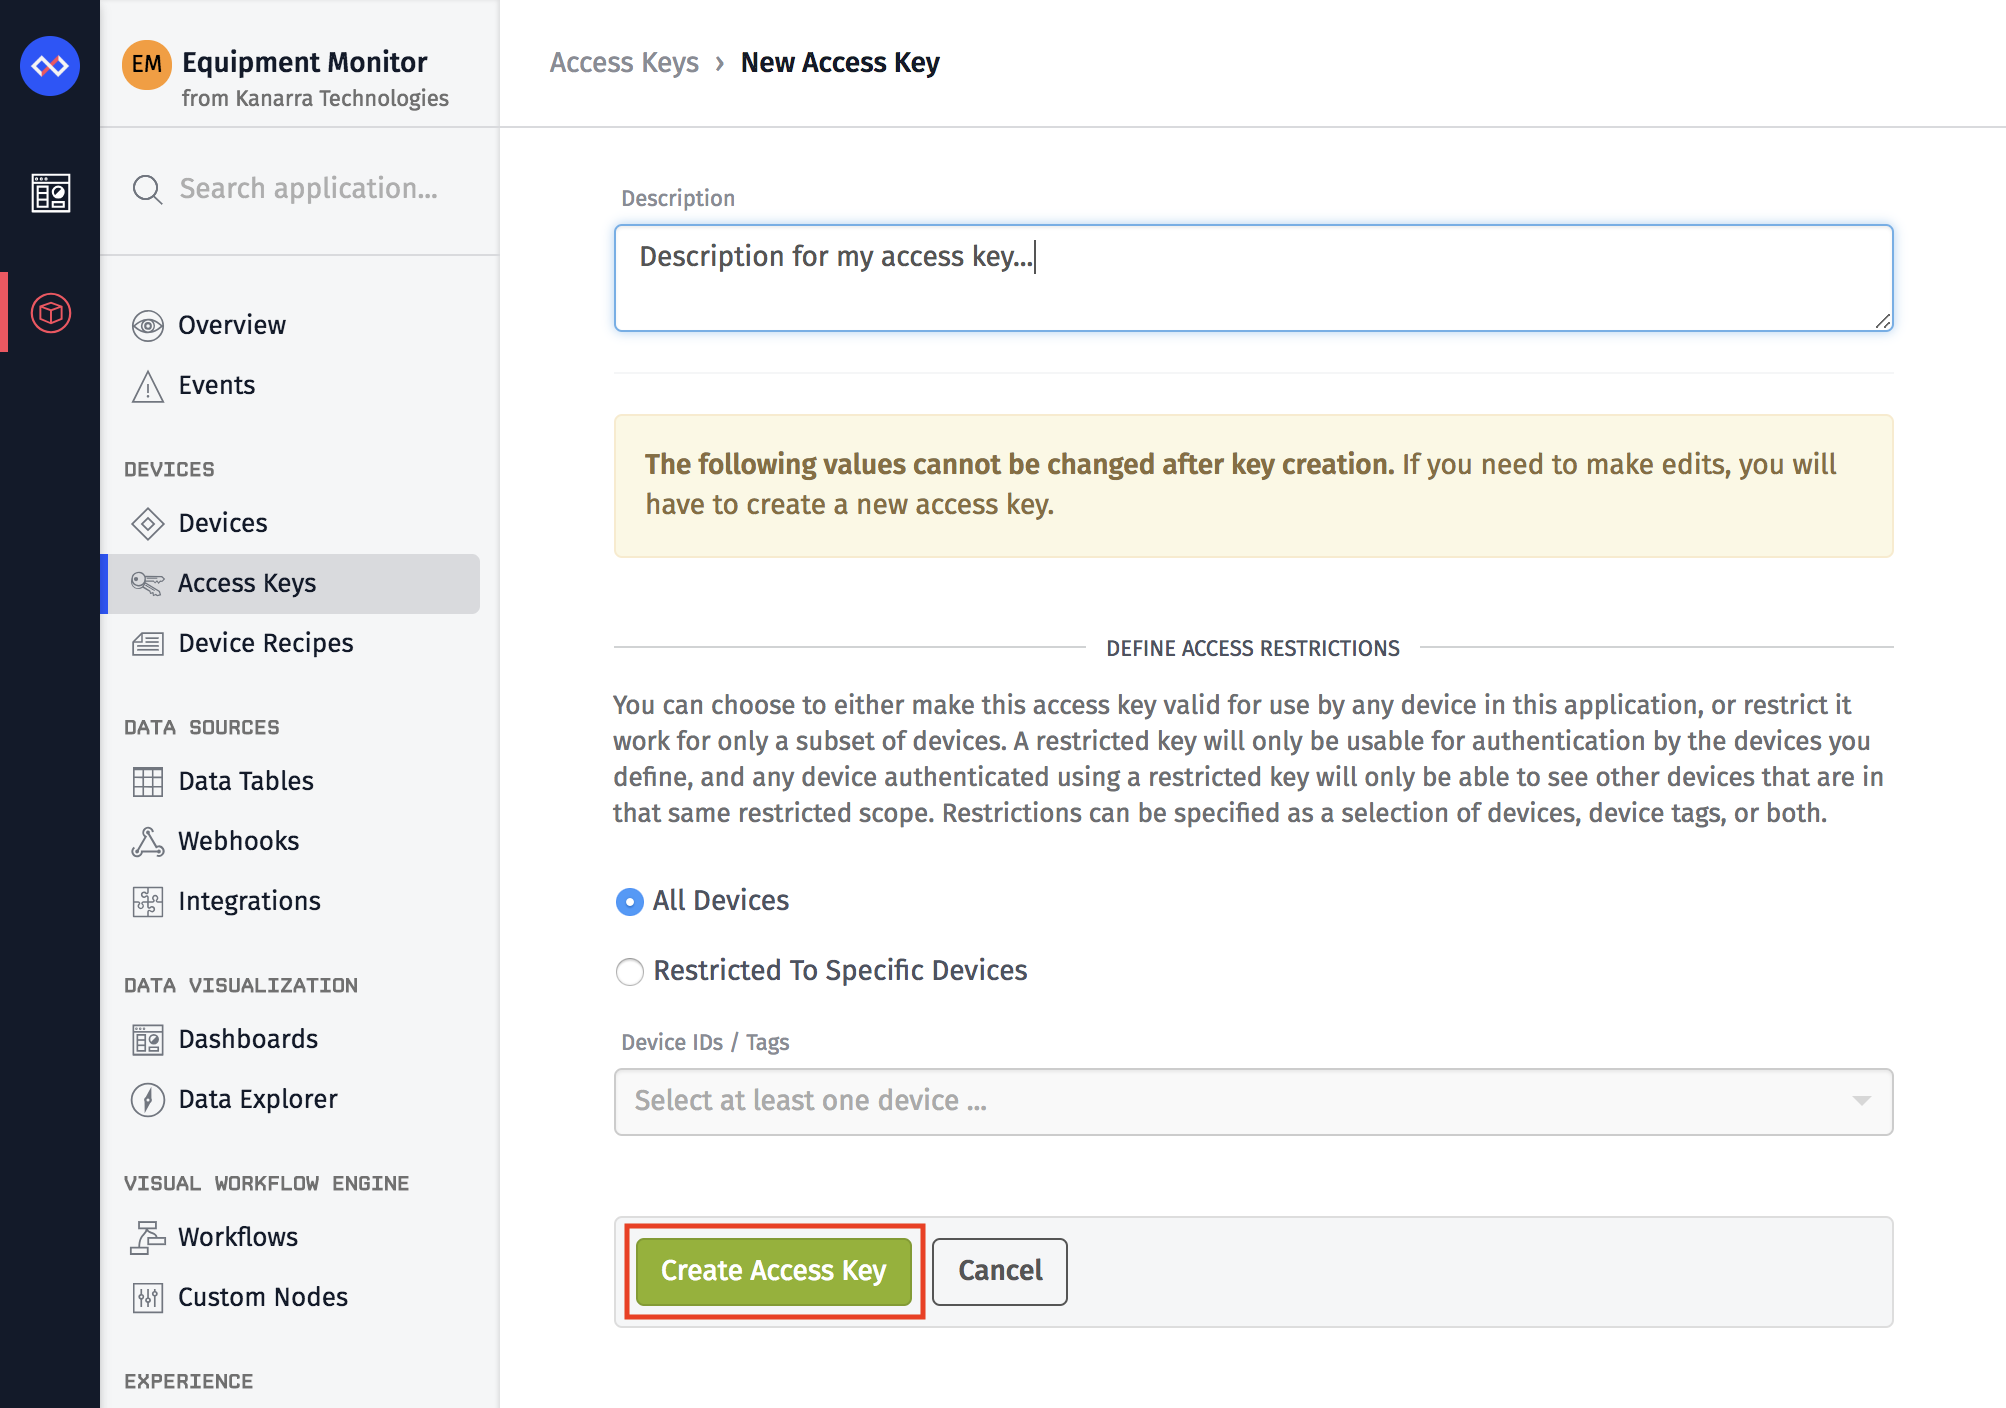 EM
Equipment Monitor
from Kanarra Technologies
Search application...
Overview
Events
DEVICES
Devices
Access Keys
Device Recipes
DATA SOURCES
Data Tables
Webhooks
Integrations
DATA VISUALIZATION
Dashboards
Data Explorer
VISUAL WORKFLOW ENGINE
Workflows
Custom Nodes
EXPERIENCE
Access Keys › New Access Key
Description
Description for my access key...
The following values cannot be changed after key creation. If you need to make edits, you will
have to create a new access key.
DEFINE ACCESS RESTRICTIONS
You can choose to either make this access key valid for use by any device in this application, or restrict it
work for only a subset of devices. A restricted key will only be usable for authentication by the devices you
define, and any device authenticated using a restricted key will only be able to see other devices that are in
that same restricted scope. Restrictions can be specified as a selection of devices, device tags, or both.
All Devices
Restricted To Specific Devices
Device IDs / Tags
Select at least one device ...
Create Access Key
Cancel